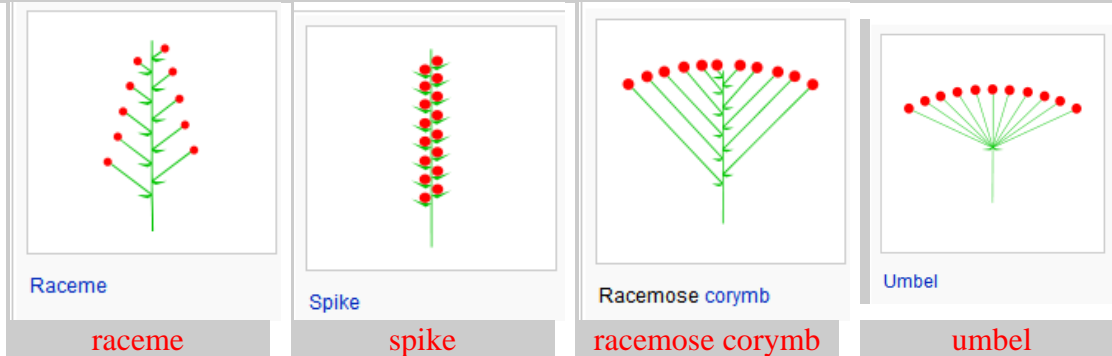 Raceme
Spike
Racemose corymb
Umbel
raceme
spike
racemose corymb
umbel